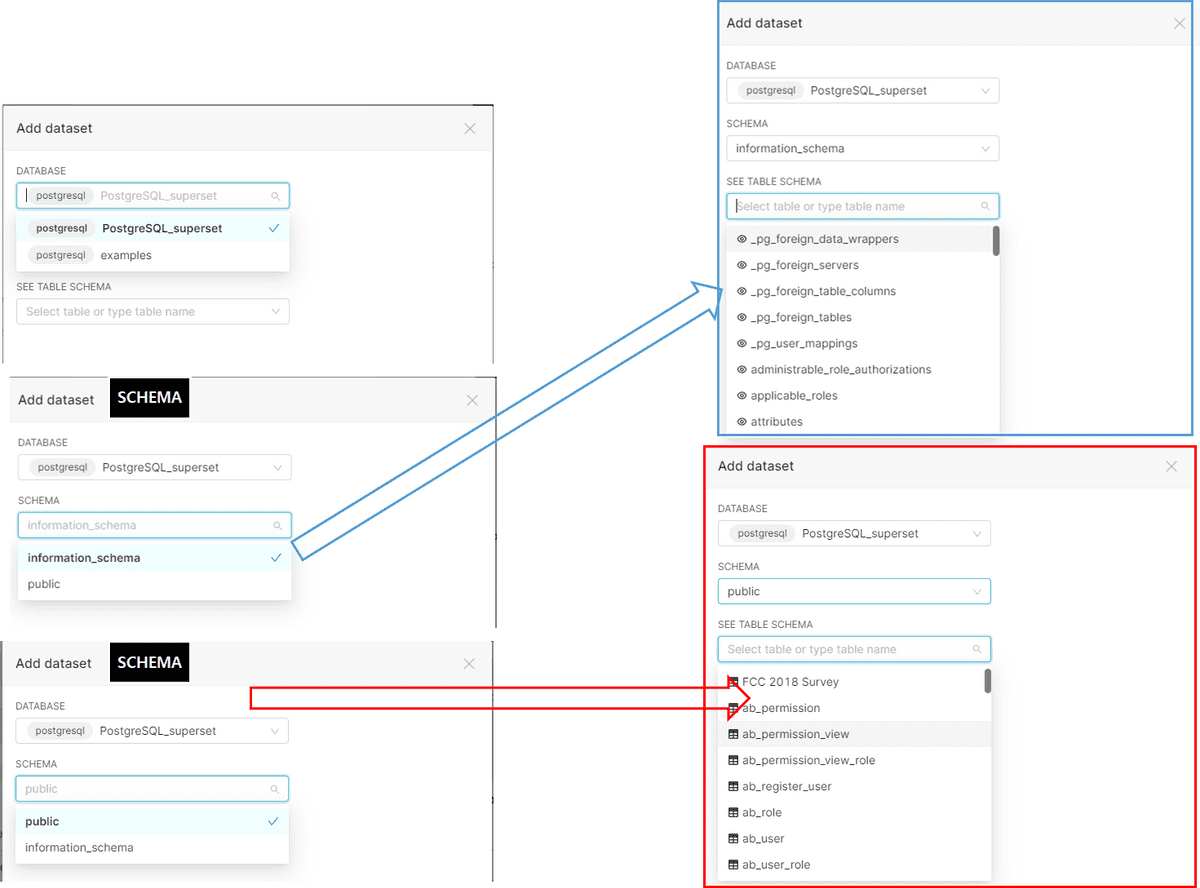 Add dataset
DATABASE
postgresql PostgreSQL_superset
postgresql PostgreSQL_superset
postgresql examples
SEE TABLE SCHEMA
Select table or type table name
Add dataset SCHEMA
DATABASE
postgresql PostgreSQL_superset
SCHEMA
information_schema
information_schema
public
Add dataset SCHEMA
DATABASE
postgresql PostgreSQL_superset
SCHEMA
public
public
information_schema
Add dataset
DATABASE
postgresql PostgreSQL_superset
SCHEMA
information_schema
SEE TABLE SCHEMA
Select table or type table name
_pg_foreign_data_wrappers
_pg_foreign_servers
_pg_foreign_table_columns
_pg_foreign_tables
_pg_user_mappings
administrable_role_authorizations
applicable_roles
attributes
Add dataset
DATABASE
postgresql PostgreSQL_superset
SCHEMA
public
SEE TABLE SCHEMA
Select table or type table name
FCC 2018 Survey
ab_permission
ab_permission_view
ab_permission_view_role
ab_register_user
ab_role
ab_user
ab_user_role